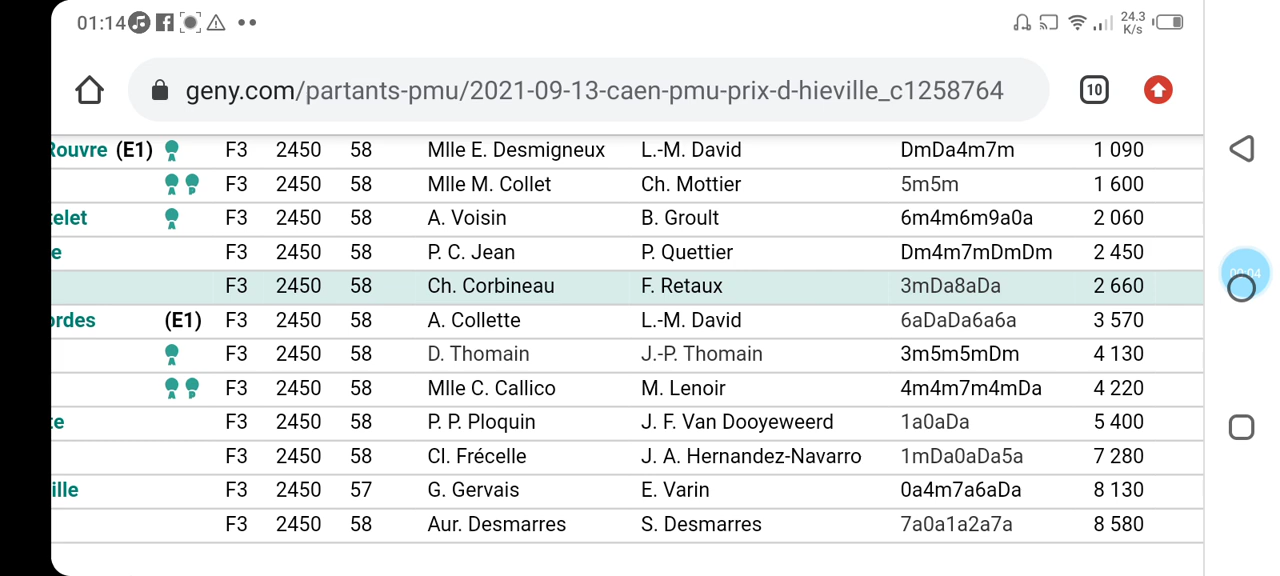 01:14 24.3 K/s
geny.com/partants-pmu/2021-09-13-caen-pmu-prix-d-hieville_c1258764 10
Rouvre (E1) A F3 2450 58 Mlle E. Desmigneux L.-M. David DmDa4m7m 1 090
A P F3 2450 58 Mlle M. Collet Ch. Mottier 5m5m 1 600
telet A F3 2450 58 A. Voisin B. Groult 6m4m6m9a0a 2 060
e F3 2450 58 P. C. Jean P. Quettier Dm4m7mDmDm 2 450
F3 2450 58 Ch. Corbineau F. Retaux 3mDa8aDa 2 660
00:04
ordes (E1) F3 2450 58 A. Collette L.-M. David 6aDaDa6a6a 3 570
A F3 2450 58 D. Thomain J.-P. Thomain 3m5m5mDm 4 130
A P F3 2450 58 Mlle C. Callico M. Lenoir 4m4m7m4mDa 4 220
te F3 2450 58 P. P. Ploquin J. F. Van Dooyeweerd 1a0aDa 5 400
F3 2450 58 Cl. Frécelle J. A. Hernandez-Navarro 1mDa0aDa5a 7 280
ille F3 2450 57 G. Gervais E. Varin 0a4m7a6aDa 8 130
F3 2450 58 Aur. Desmarres S. Desmarres 7a0a1a2a7a 8 580